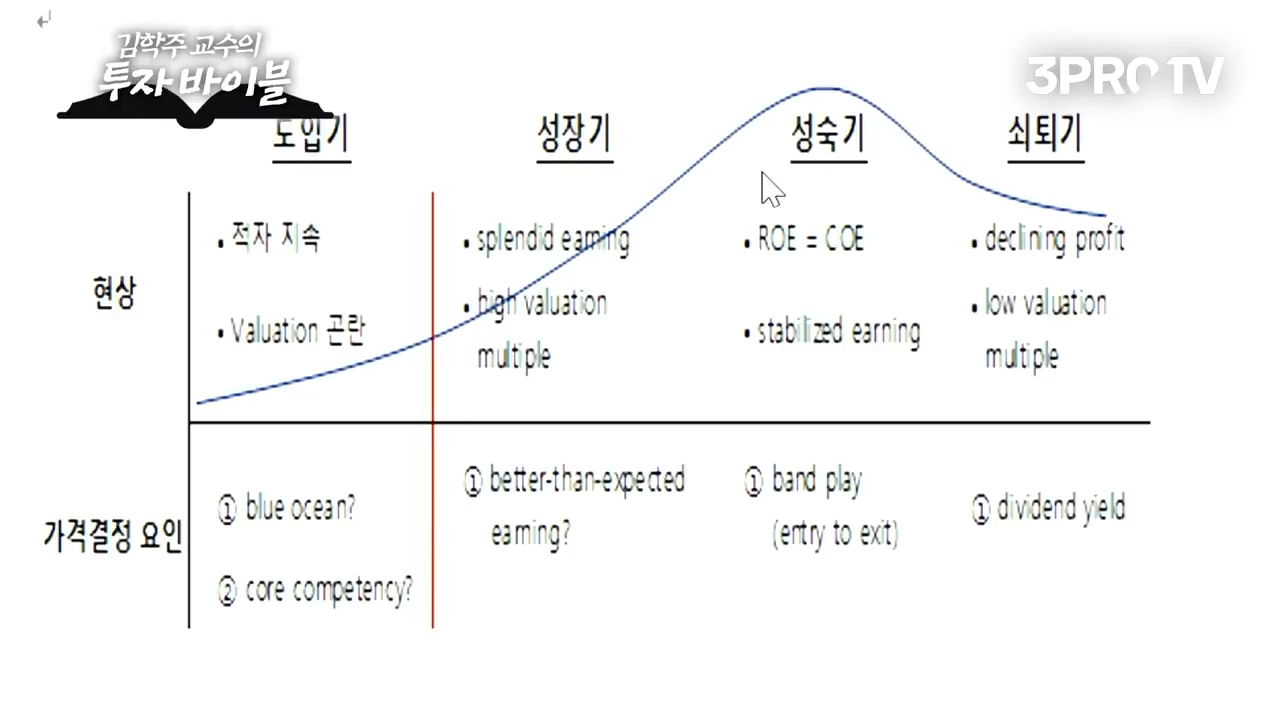 김학주 교수의
투자 바이블
3PROTV
도입기
성장기
성숙기
쇠퇴기
현상
• 적자 지속
• Valuation 곤란
• splendid earning
• high valuation
multiple
• ROE = COE
• stabilized earning
• declining profit
• low valuation
multiple
가격결정 요인
① blue ocean?
② core competency?
① better-than-expected
earning?
① band play
(entry to exit)
① dividend yield